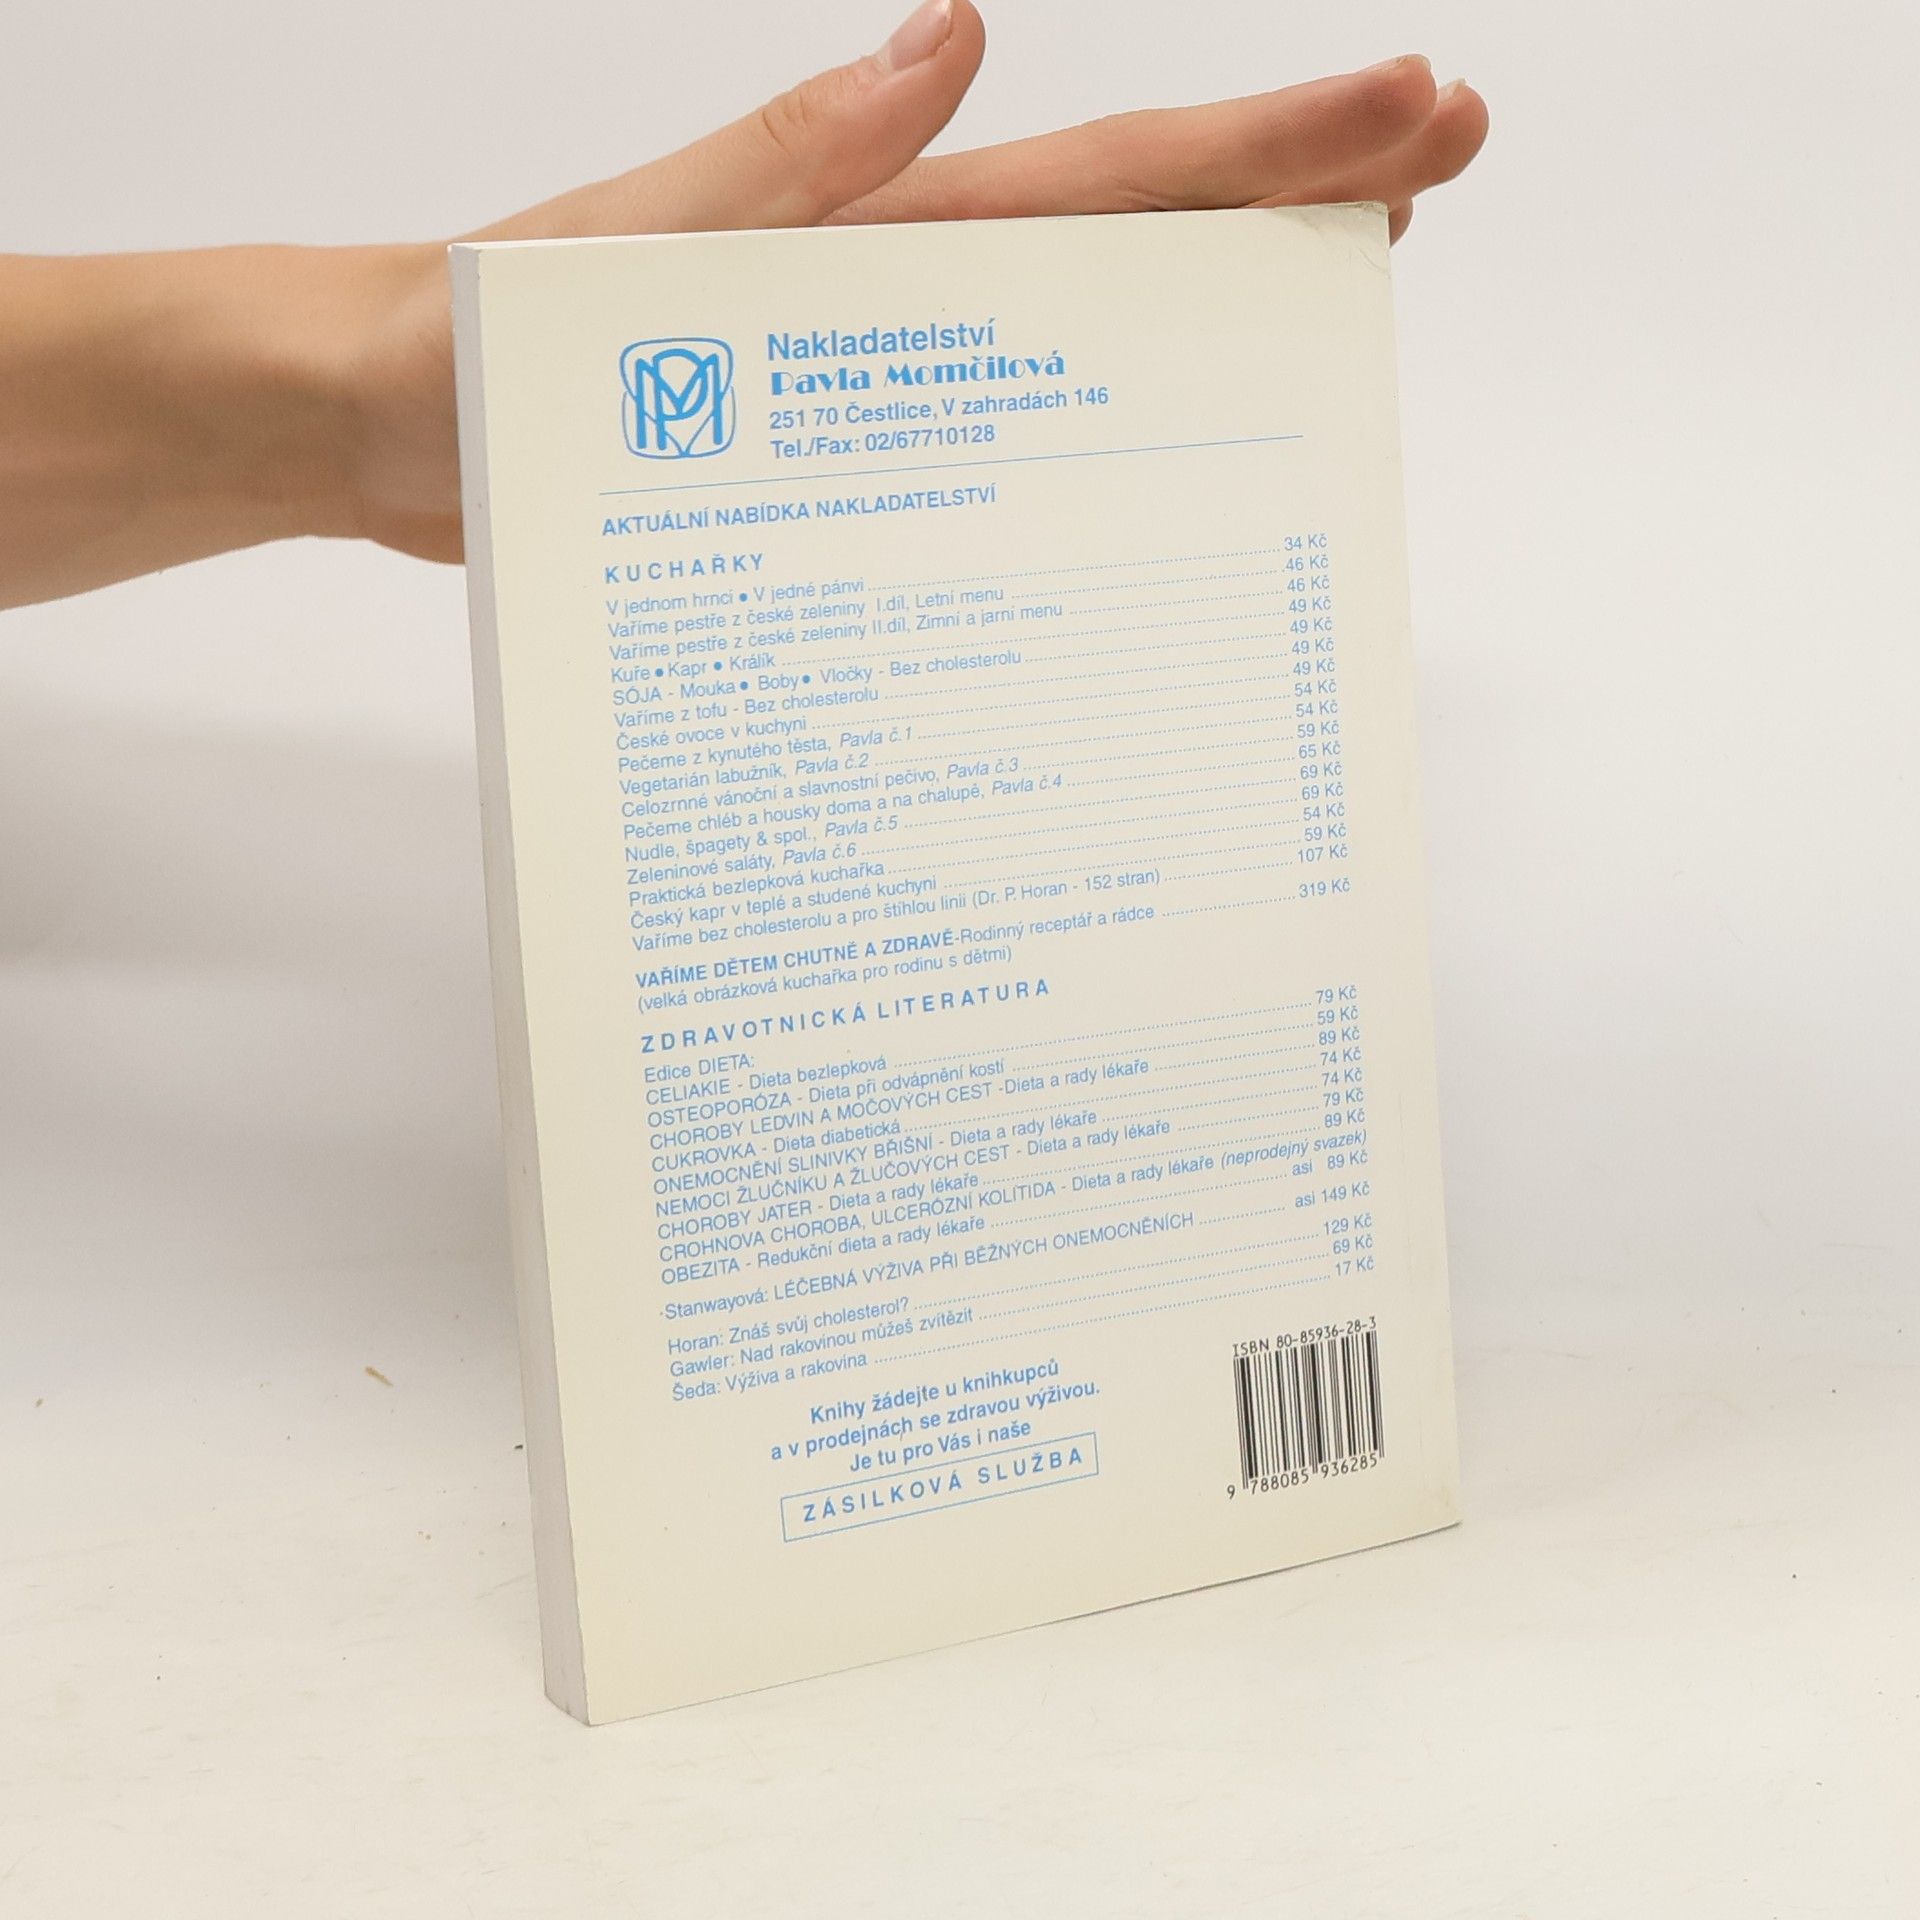 PM
Nakladatelství
Pavla Momčilová
251 70 Čestlice, V zahradách 146
Tel./Fax: 02/67710128
AKTUÁLNÍ NABÍDKA NAKLADATELSTVÍ
KUCHAŘKY
V jednom hrnci • V jedné pánvi ........ 34 Kč
Vaříme pestře z české zeleniny I.díl, Letní menu ........ 46 Kč
Vaříme pestře z české zeleniny II.díl, Zimní a jarní menu ........ 46 Kč
Kuře • Kapr • Králík ........ 49 Kč
SÓJA - Mouka • Boby • Vločky - Bez cholesterolu ........ 49 Kč
Vaříme z tofu - Bez cholesterolu ........ 49 Kč
České ovoce v kuchyni ........ 49 Kč
Pečeme z kynutého těsta, Pavla č.1 ........ 54 Kč
Vegetarián labužník, Pavla č.2 ........ 54 Kč
Celozrnné vánoční a slavnostní pečivo, Pavla č.3 ........ 59 Kč
Pečeme chléb a housky doma a na chalupě, Pavla č.4 ........ 65 Kč
Nudle, špagety & spol., Pavla č.5 ........ 69 Kč
Zeleninové saláty, Pavla č.6 ........ 69 Kč
Praktická bezlepková kuchařka ........ 54 Kč
Český kapr v teplé a studené kuchyni ........ 59 Kč
Vaříme bez cholesterolu a pro štíhlou linii (Dr. P. Horan - 152 stran) ........ 107 Kč
VAŘÍME DĚTEM CHUTNĚ A ZDRAVĚ-Rodinný receptář a rádce ........ 319 Kč
(velká obrázková kuchařka pro rodinu s dětmi)
ZDRAVOTNICKÁ LITERATURA
Edice DIETA:
CELIAKIE - Dieta bezlepková ........ 79 Kč
OSTEOPORÓZA - Dieta při odvápnění kostí ........ 59 Kč
CHOROBY LEDVIN A MOČOVÝCH CEST -Dieta a rady lékaře ........ 89 Kč
CUKROVKA - Dieta diabetická ........ 74 Kč
ONEMOCNĚNÍ SLINIVKY BŘIŠNÍ - Dieta a rady lékaře ........ 74 Kč
NEMOCI ŽLUČNÍKU A ŽLUČOVÝCH CEST - Dieta a rady lékaře ........ 79 Kč
CHOROBY JATER - Dieta a rady lékaře ........ 89 Kč
CROHNOVA CHOROBA, ULCERÓZNÍ KOLÍTIDA - Dieta a rady lékaře (neprodejný svazek)
OBEZITA - Redukční dieta a rady lékaře ........ asi 89 Kč
Stanwayová: LÉČEBNÁ VÝŽIVA PŘI BĚŽNÝCH ONEMOCNĚNÍCH ........ asi 149 Kč
Horan: Znáš svůj cholesterol? ........ 129 Kč
Gawler: Nad rakovinou můžeš zvítězit ........ 69 Kč
Šeda: Výživa a rakovina ........ 17 Kč
Knihy žádejte u knihkupců
a v prodejnách se zdravou výživou.
Je tu pro Vás i naše
ZÁSILKOVÁ SLUŽBA
ISBN 80-85936-28-3
9 788085 936285